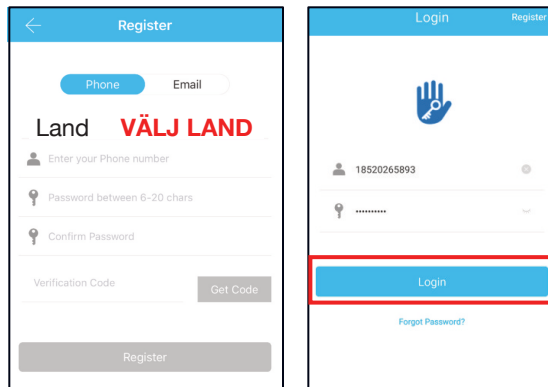 Register
Phone Email
Land VÄLJ LAND
Enter your Phone number
Password between 6-20 chars
Confirm Password
Verification Code Get Code
Register
Login Register
18520265893
••••••••••
Login
Forgot Password?